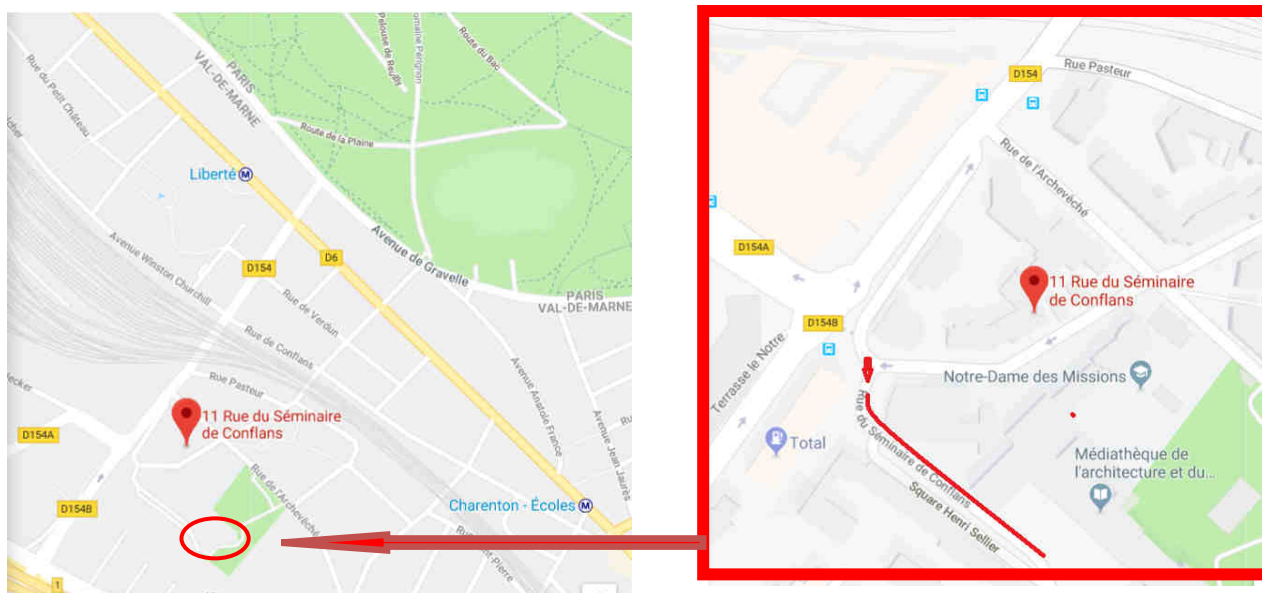 PARIS
VAL-DE-MARNE
Rue du Petit Château
Pelouse de Reuilly
Route du Bac
Route de la Plaine
Liberté
M
Avenue de Gravelle
D6
D154
PARIS
VAL-DE-MARNE
Avenue Winston Churchill
Rue de Verdun
Rue de Conflans
Rue Pasteur
Avenue Anatole France
Avenue Jean Jaurès
11 Rue du Séminaire
de Conflans
D154A
Rue de l'Archevêché
Charenton - Écoles
M
D154B
1
D154
Rue Pasteur
Rue de l'Archevêché
D154A
11 Rue du Séminaire
de Conflans
D154B
Terrasse le Notre
Notre-Dame des Missions
Rue du Séminaire de Conflans
Total
Médiathèque de
l'architecture et du...
Square Henri Sellier